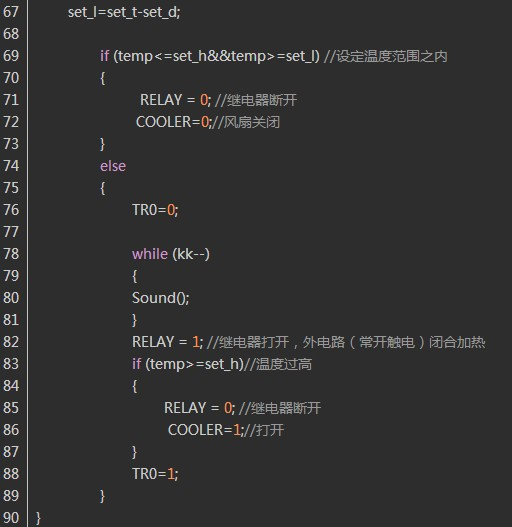 67 set_l=set_t-set_d;
68
69 if (temp<=set_h&&temp>=set_l) //设定温度范围之内
70 {
71 RELAY = 0; //继电器断开
72 COOLER=0;//风扇关闭
73 }
74 else
75 {
76 TR0=0;
77
78 while (kk--)
79 {
80 Sound();
81 }
82 RELAY = 1; //继电器打开，外电路（常开触电）闭合加热
83 if (temp>=set_h)//温度过高
84 {
85 RELAY = 0; //继电器断开
86 COOLER=1;//打开
87 }
88 TR0=1;
89 }
90 }